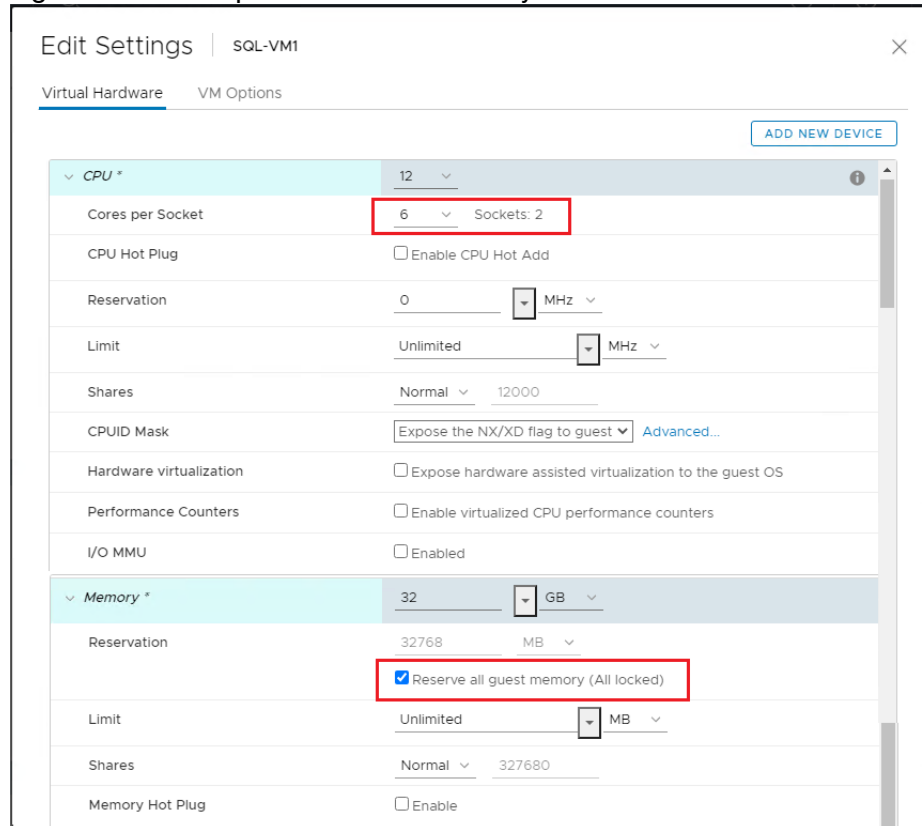 Edit Settings | SQL-VM1
Virtual Hardware VM Options
ADD NEW DEVICE
CPU * 12
Cores per Socket 6 Sockets: 2
CPU Hot Plug Enable CPU Hot Add
Reservation 0 MHz
Limit Unlimited MHz
Shares Normal 12000
CPUID Mask Expose the NX/XD flag to guest Advanced...
Hardware virtualization Expose hardware assisted virtualization to the guest OS
Performance Counters Enable virtualized CPU performance counters
I/O MMU Enabled
Memory * 32 GB
Reservation 32768 MB
Reserve all guest memory (All locked)
Limit Unlimited MB
Shares Normal 327680
Memory Hot Plug Enable